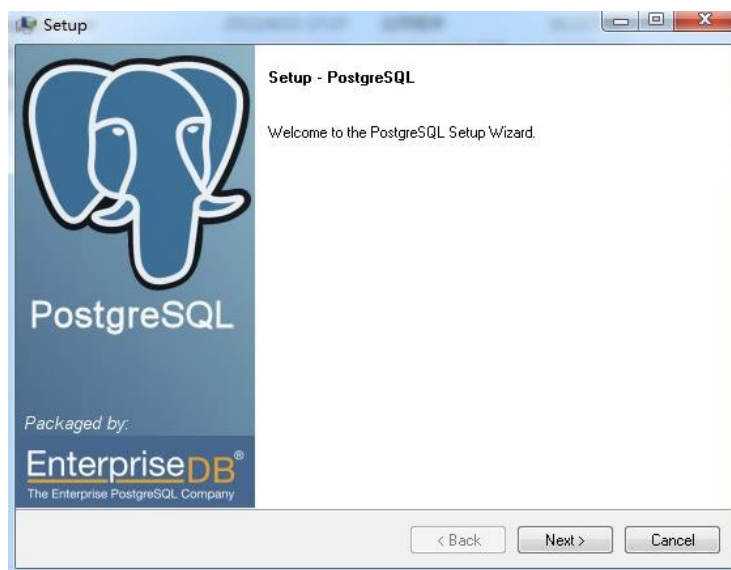 Setup
Setup - PostgreSQL
Welcome to the PostgreSQL Setup Wizard.
PostgreSQL
Packaged by:
EnterpriseDB®
The Enterprise PostgreSQL Company
< Back
Next >
Cancel